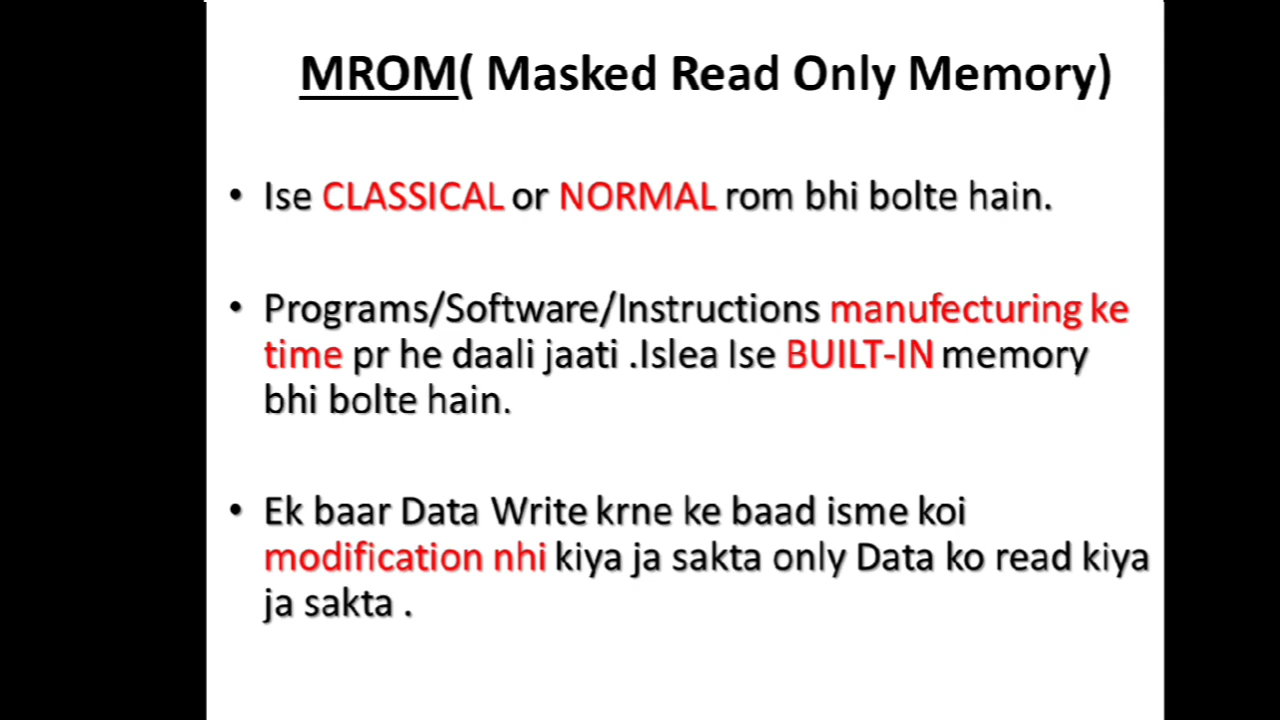 MROM( Masked Read Only Memory)
• Ise CLASSICAL or NORMAL rom bhi bolte hain.
• Programs/Software/Instructions manufecturing ke
time pr he daali jaati .Islea Ise BUILT-IN memory
bhi bolte hain.
• Ek baar Data Write krne ke baad isme koi
modification nhi kiya ja sakta only Data ko read kiya
ja sakta .